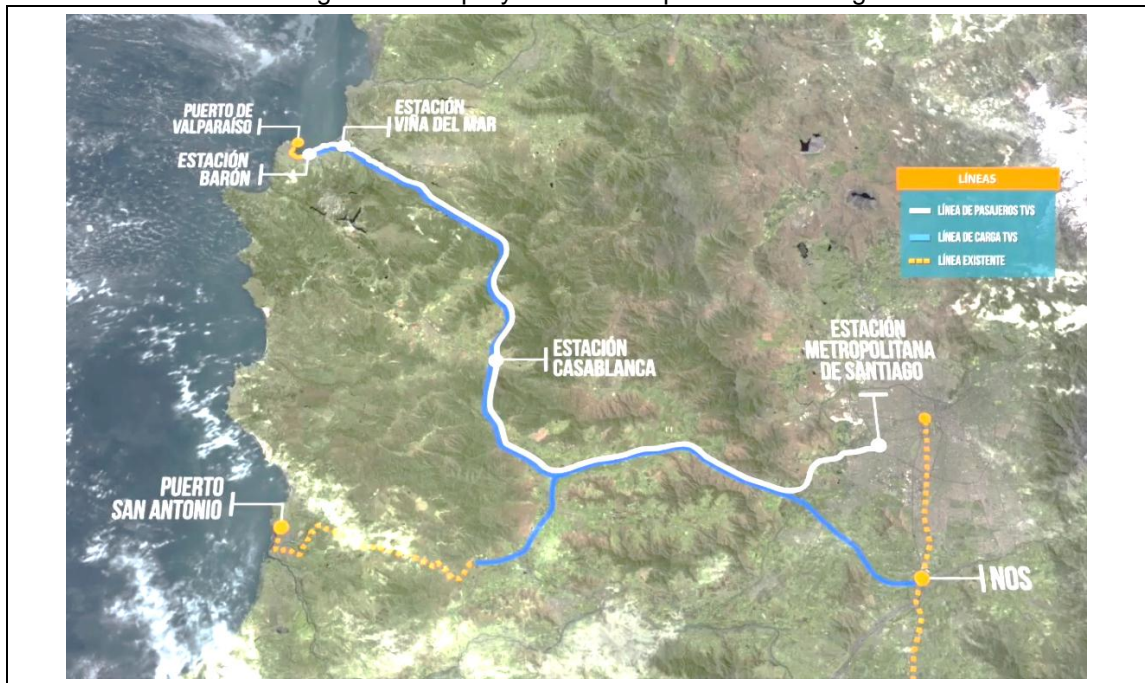 PUERTO DE
VALPARAÍSO
ESTACIÓN
VIÑA DEL MAR
ESTACIÓN
BARÓN
LÍNEAS
LÍNEA DE PASAJEROS TVS
LÍNEA DE CARGA TVS
LÍNEA EXISTENTE
ESTACIÓN
METROPOLITANA
DE SANTIAGO
ESTACIÓN
CASABLANCA
PUERTO
SAN ANTONIO
NOS